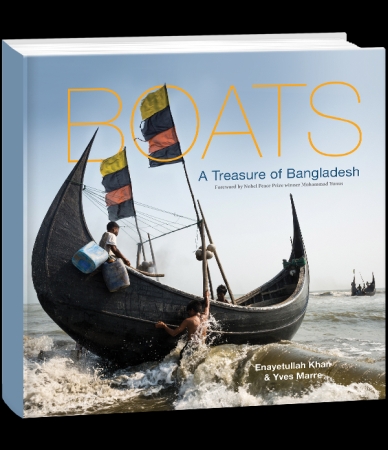 BOATS
A Treasure of Bangladesh
Foreword by Nobel Peace Prize winner Muhammad Yunus
Enayetullah Khan
& Yves Marre